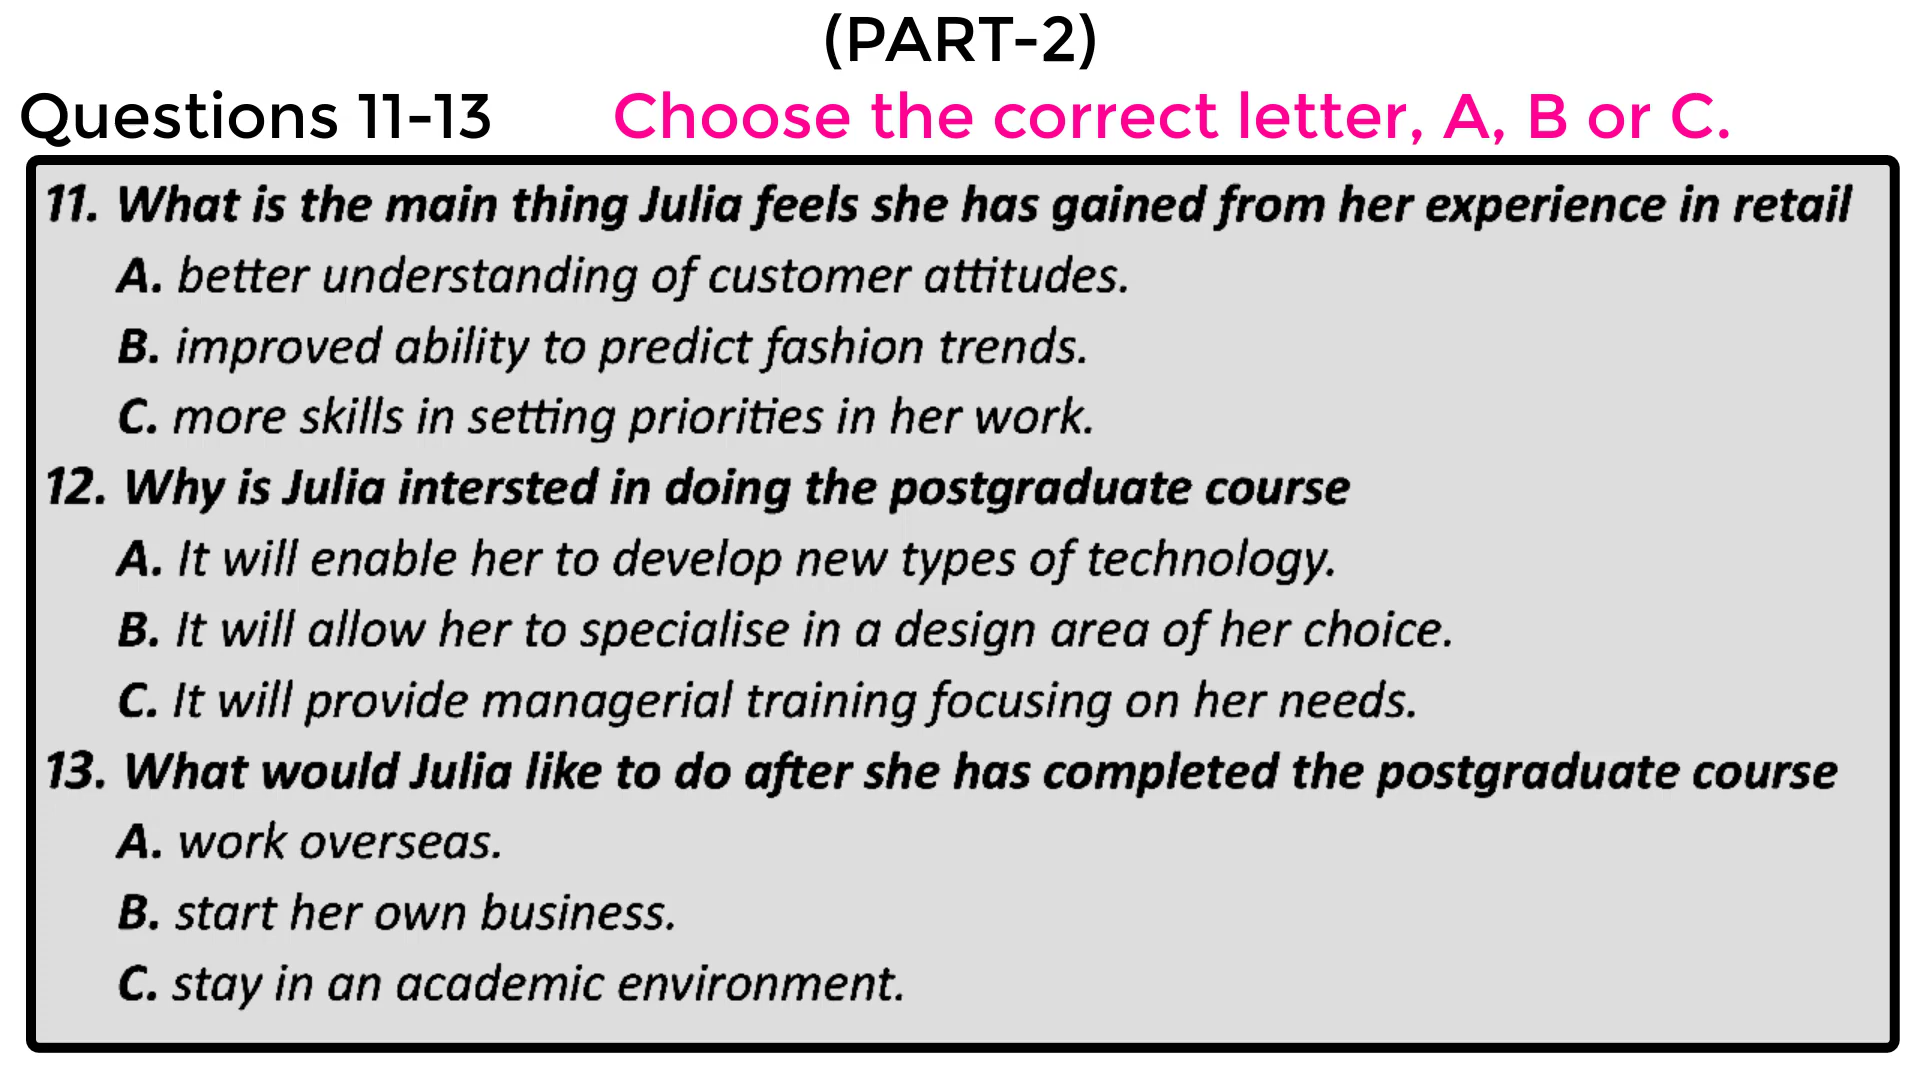 (PART-2)
Questions 11-13 Choose the correct letter, A, B or C.
11. What is the main thing Julia feels she has gained from her experience in retail
A. better understanding of customer attitudes.
B. improved ability to predict fashion trends.
C. more skills in setting priorities in her work.
12. Why is Julia intersted in doing the postgraduate course
A. It will enable her to develop new types of technology.
B. It will allow her to specialise in a design area of her choice.
C. It will provide managerial training focusing on her needs.
13. What would Julia like to do after she has completed the postgraduate course
A. work overseas.
B. start her own business.
C. stay in an academic environment.